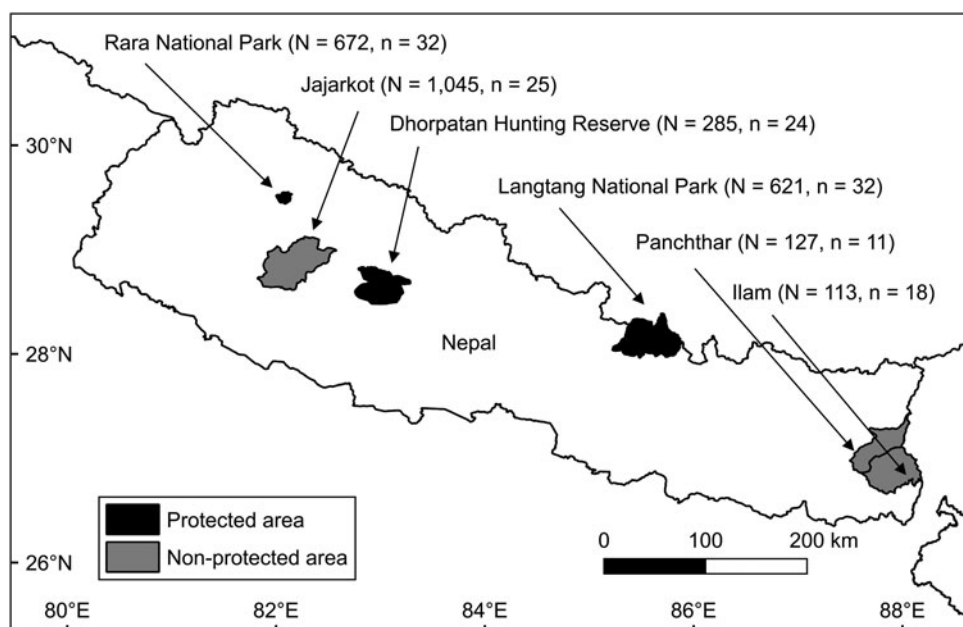 Rara National Park (N = 672, n = 32)
Jajarkot (N = 1,045, n = 25)
Dhorpatan Hunting Reserve (N = 285, n = 24)
Langtang National Park (N = 621, n = 32)
Panchthar (N = 127, n = 11)
Ilam (N = 113, n = 18)
30°N
28°N
26°N
Nepal
Protected area
Non-protected area
0 100 200 km
80°E 82°E 84°E 86°E 88°E